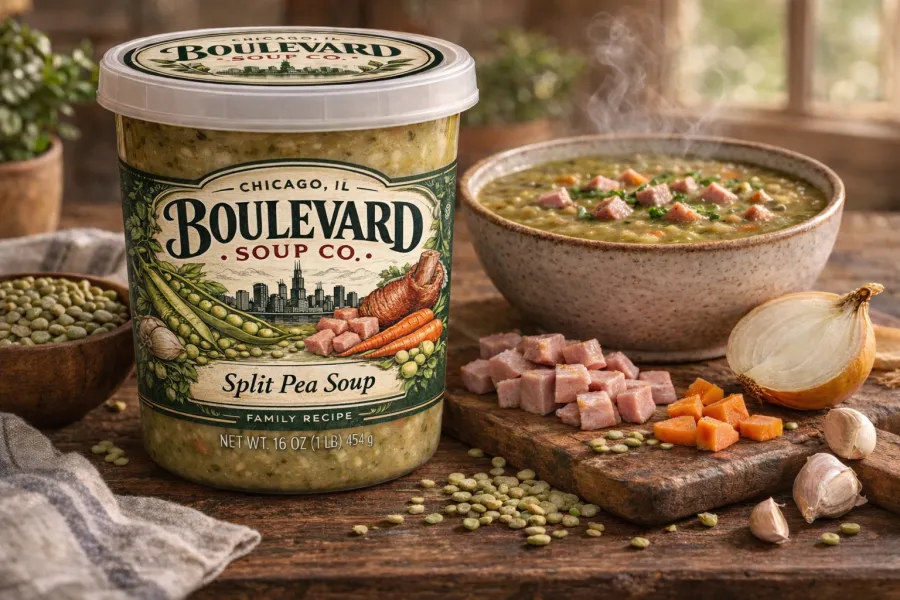 CHICAGO, IL
BOULEVARD
SOUP CO.
CHICAGO, IL
BOULEVARD
• SOUP CO. •
Split Pea Soup
FAMILY RECIPE
NET WT. 16 OZ (1 LB) 454 g